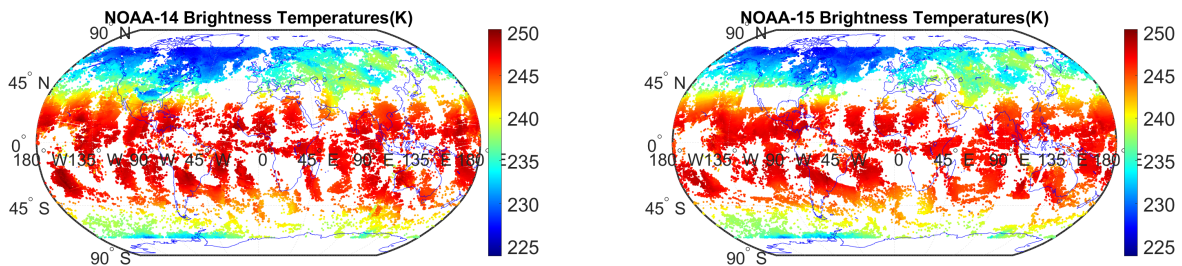 NOAA-14 Brightness Temperatures(K)
90° N
45° N
0°
180° W 135° W 90° W 45° W 0° 45° E 90° E 135° E 180° E
45° S
90° S
250
245
240
235
230
225
NOAA-15 Brightness Temperatures(K)
90° N
45° N
0°
180° W 135° W 90° W 45° W 0° 45° E 90° E 135° E 180° E
45° S
90° S
250
245
240
235
230
225